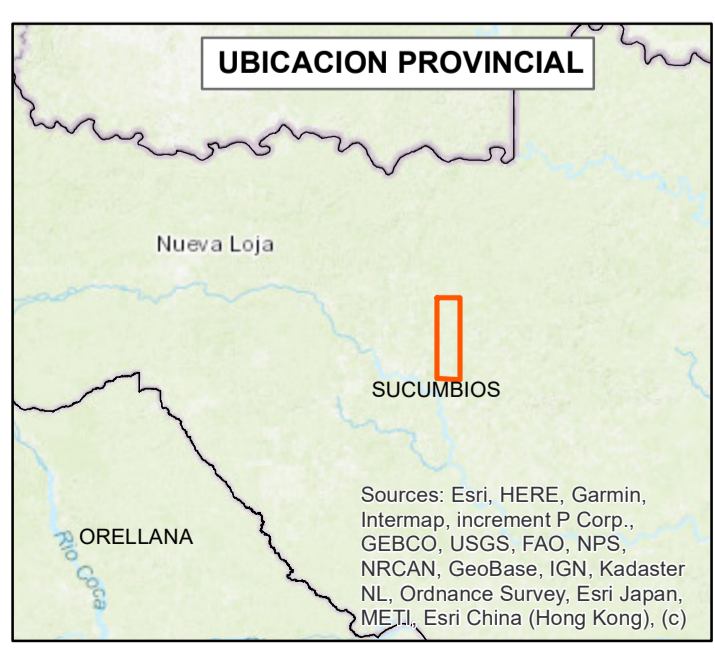 UBICACION PROVINCIAL
Nueva Loja
SUCUMBIOS
ORELLANA
Rio Coca
Sources: Esri, HERE, Garmin,
Intermap, increment P Corp.,
GEBCO, USGS, FAO, NPS,
NRCAN, GeoBase, IGN, Kadaster
NL, Ordnance Survey, Esri Japan,
METI, Esri China (Hong Kong), (c)